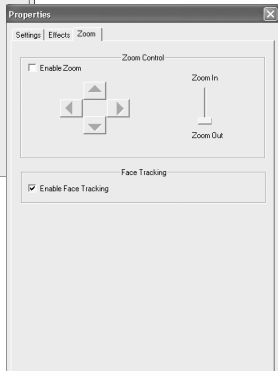 Properties
Settings Effects Zoom
Zoom Control
Enable Zoom
Zoom In
Zoom Out
Face Tracking
Enable Face Tracking